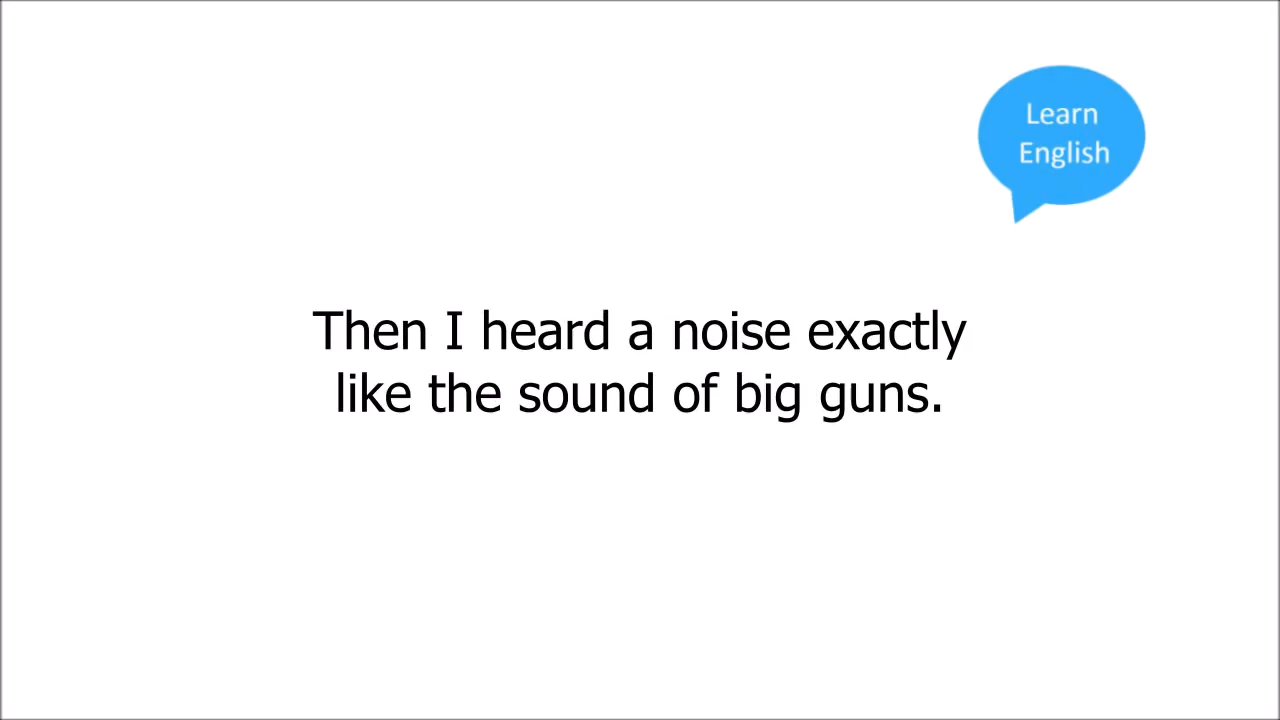 Learn
English
Then I heard a noise exactly
like the sound of big guns.